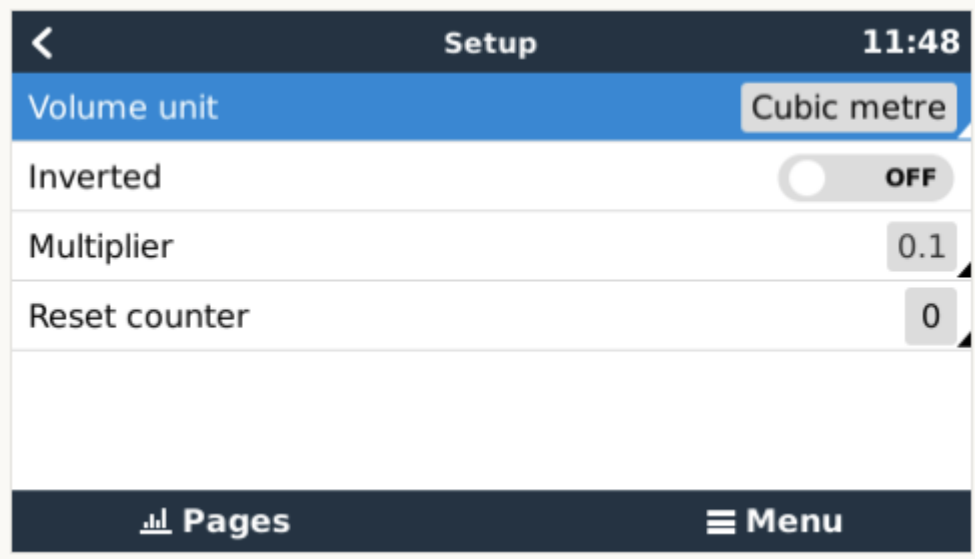 Setup 11:48
Volume unit Cubic metre
Inverted OFF
Multiplier 0.1
Reset counter 0
Pages Menu